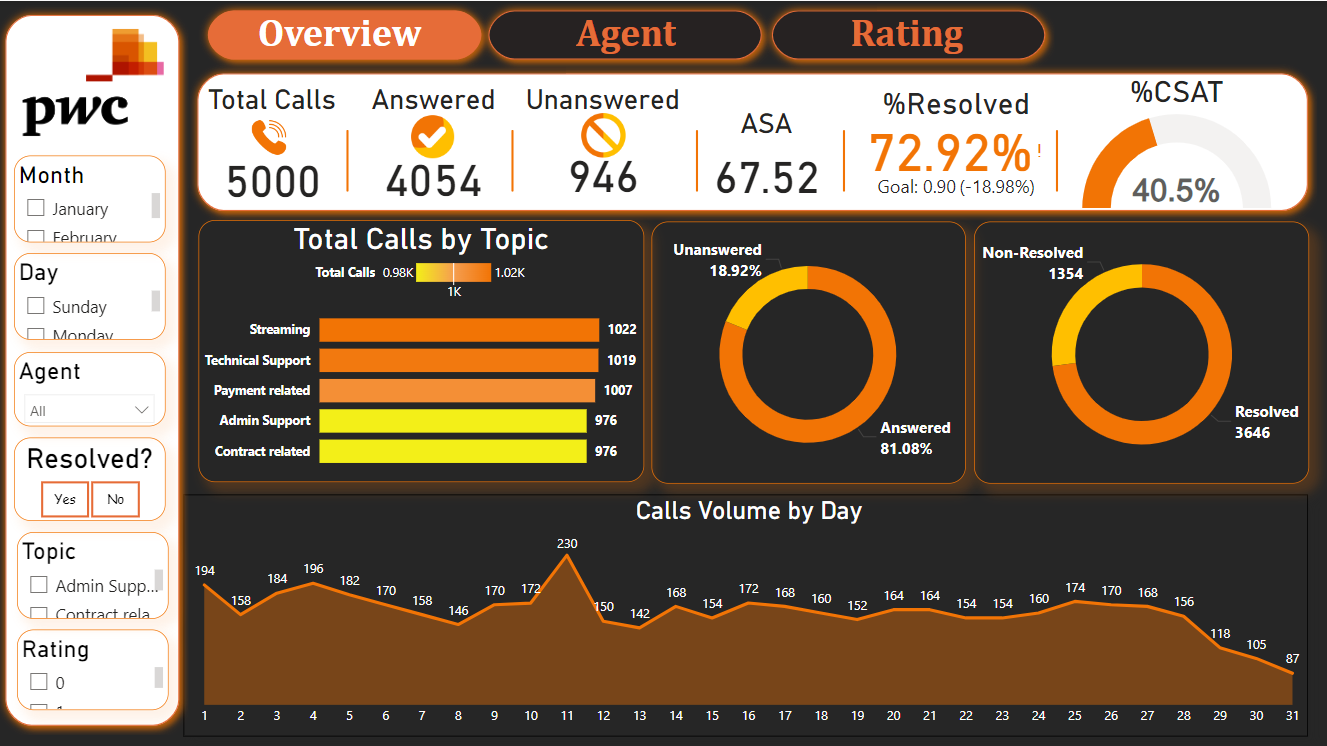 Overview
Agent
Rating
pwc
Month
January
February
Day
Sunday
Monday
Agent
All
Resolved?
Yes
No
Topic
Admin Supp...
Contract rela
Rating
0
Total Calls
5000
Answered
4054
Unanswered
946
ASA
67.52
%Resolved
72.92%!
Goal: 0.90 (-18.98%)
%CSAT
40.5%
Total Calls by Topic
Total Calls 0.98K 1.02K
1K
Streaming 1022
Technical Support 1019
Payment related 1007
Admin Support 976
Contract related 976
Unanswered
18.92%
Answered
81.08%
Non-Resolved
1354
Resolved
3646
Calls Volume by Day
194 158 184 196 182 170 158 146 170 172 230 150 142 168 154 172 168 160 152 164 164 154 154 160 174 170 168 156 118 105 87
1 2 3 4 5 6 7 8 9 10 11 12 13 14 15 16 17 18 19 20 21 22 23 24 25 26 27 28 29 30 31